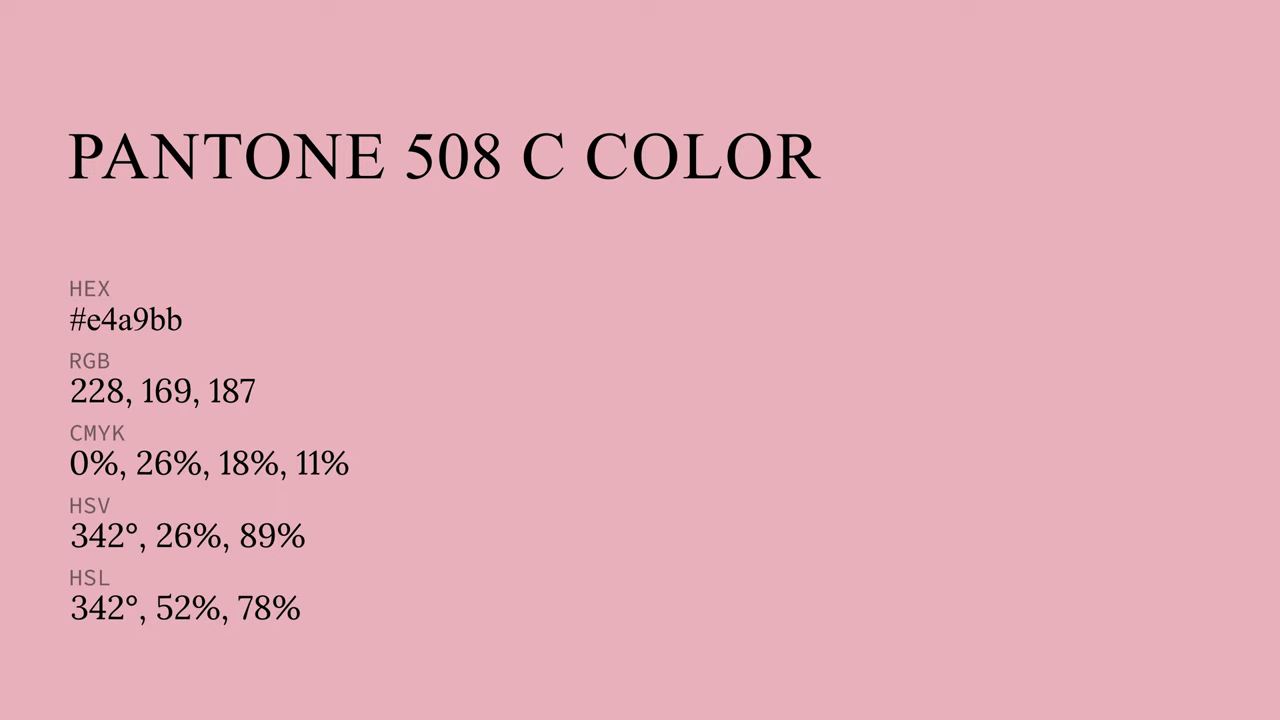 PANTONE 508 C COLOR
HEX
#e4a9bb
RGB
228, 169, 187
CMYK
0%, 26%, 18%, 11%
HSV
342°, 26%, 89%
HSL
342°, 52%, 78%